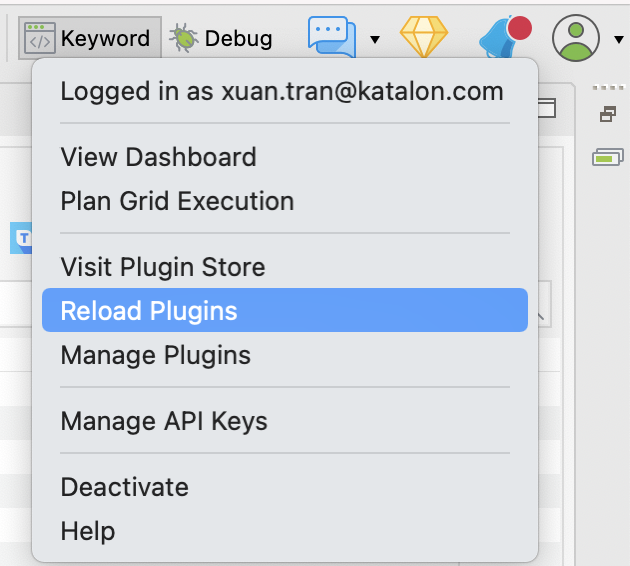 Keyword Debug
Logged in as xuan.tran@katalon.com
View Dashboard
Plan Grid Execution
T
Visit Plugin Store
Reload Plugins
Manage Plugins
Manage API Keys
Deactivate
Help